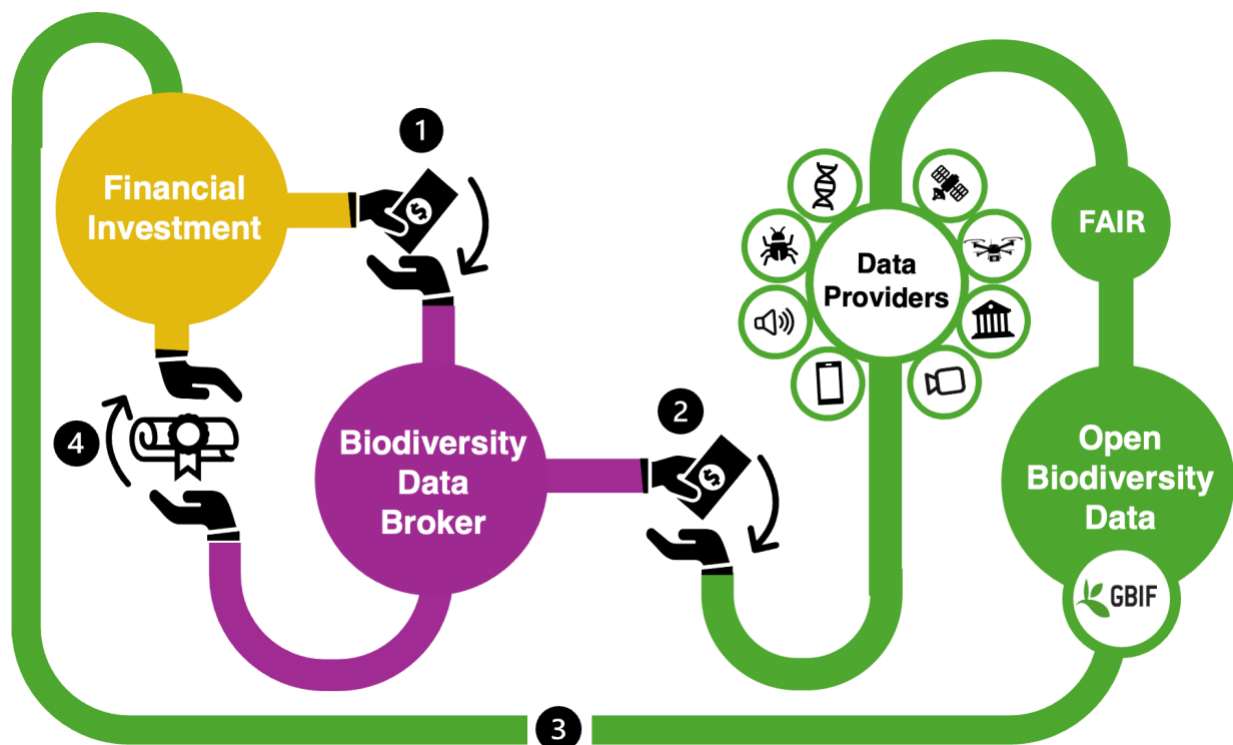 1
Financial
Investment
$
4
Biodiversity
Data
Broker
2
$
Data
Providers
FAIR
Open
Biodiversity
Data
GBIF
3